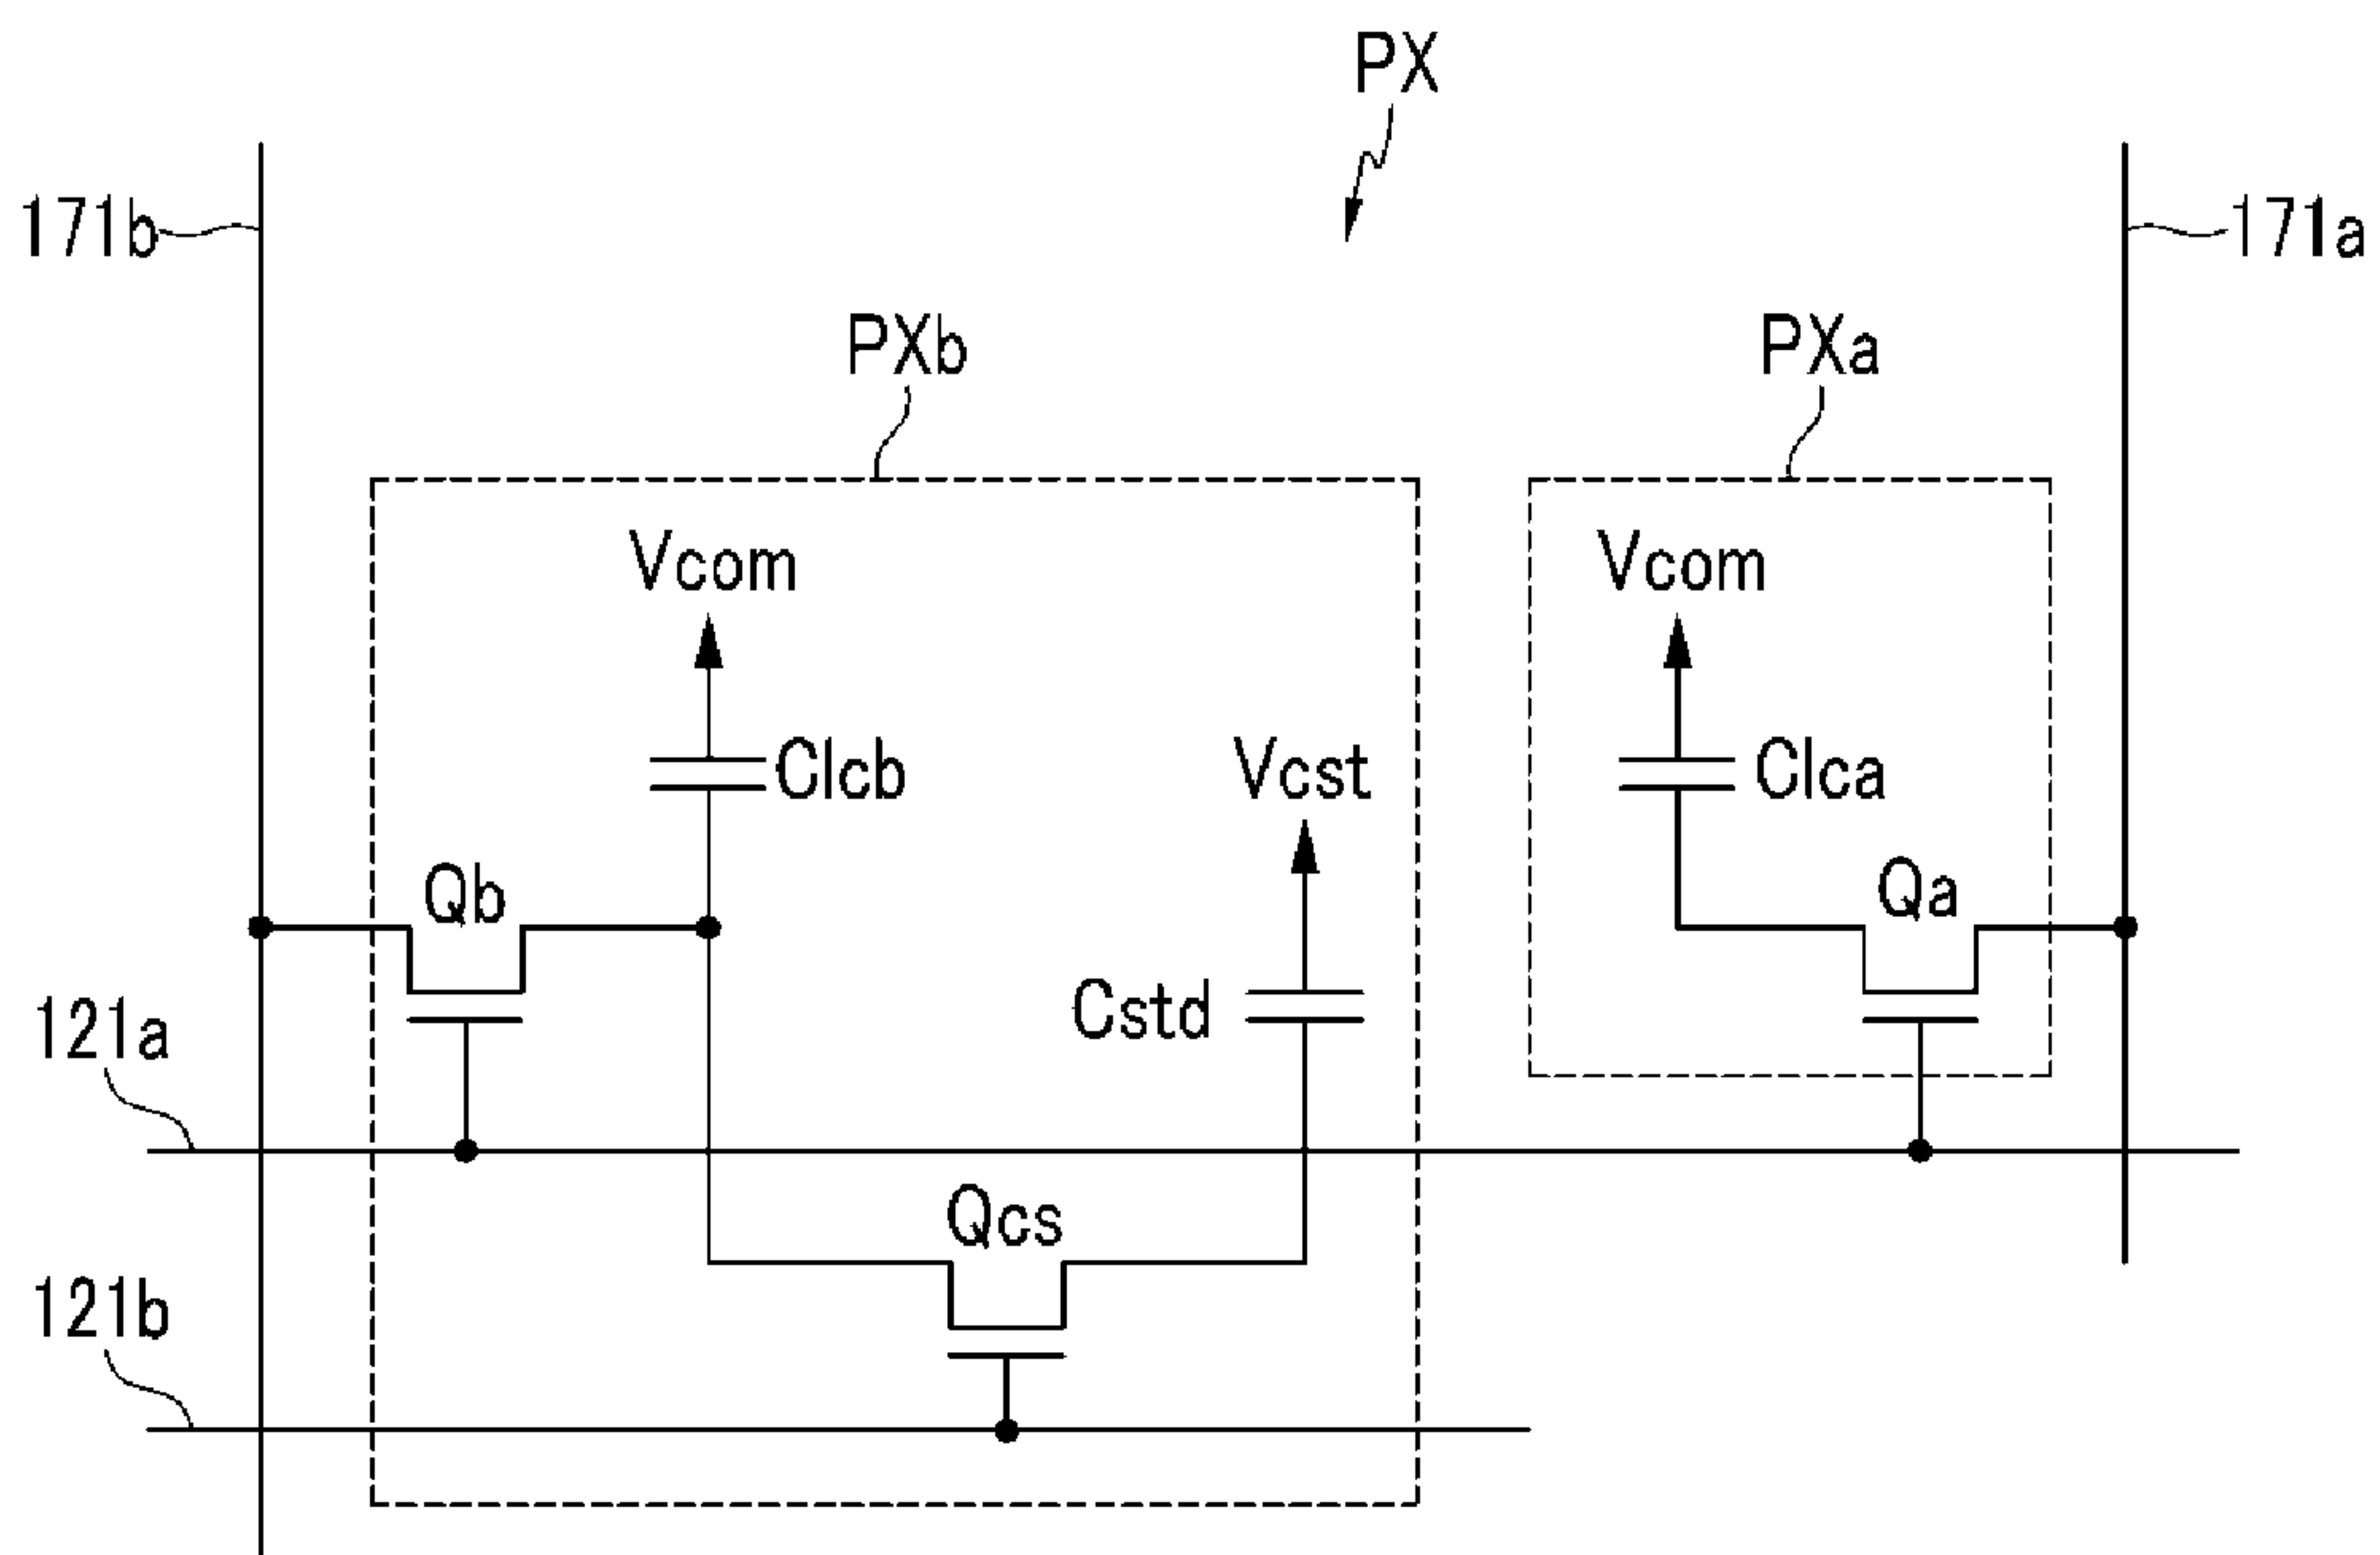 PX
171b
171a
PXb
PXa
Vcom
Vcom
Clcb
Vcst
Clca
Qb
Qa
121a
Cstd
Qcs
121b